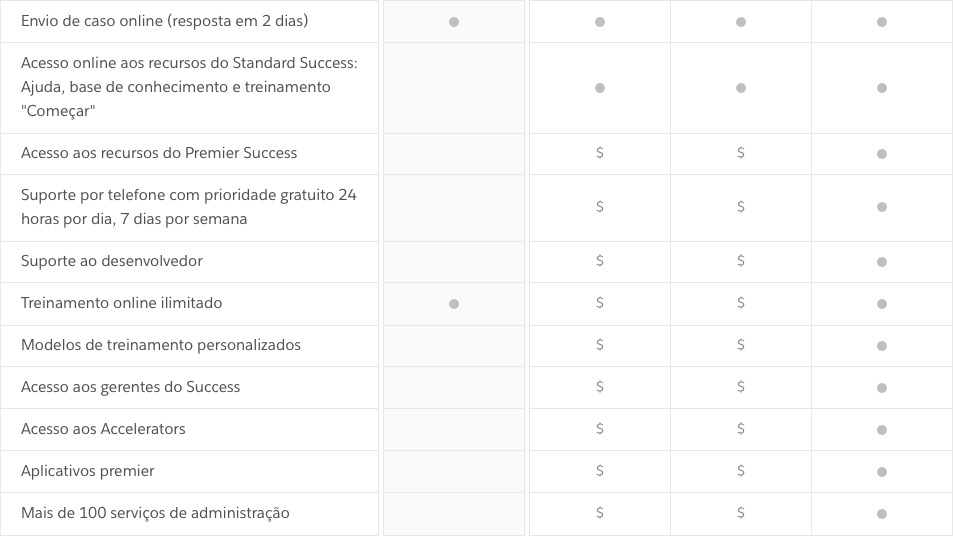 Envio de caso online (resposta em 2 dias)
Acesso online aos recursos do Standard Success:
Ajuda, base de conhecimento e treinamento
"Começar"
Acesso aos recursos do Premier Success $ $
Suporte por telefone com prioridade gratuito 24
horas por dia, 7 dias por semana $ $
Suporte ao desenvolvedor $ $
Treinamento online ilimitado $ $
Modelos de treinamento personalizados $ $
Acesso aos gerentes do Success $ $
Acesso aos Accelerators $ $
Aplicativos premier $ $
Mais de 100 serviços de administração $ $